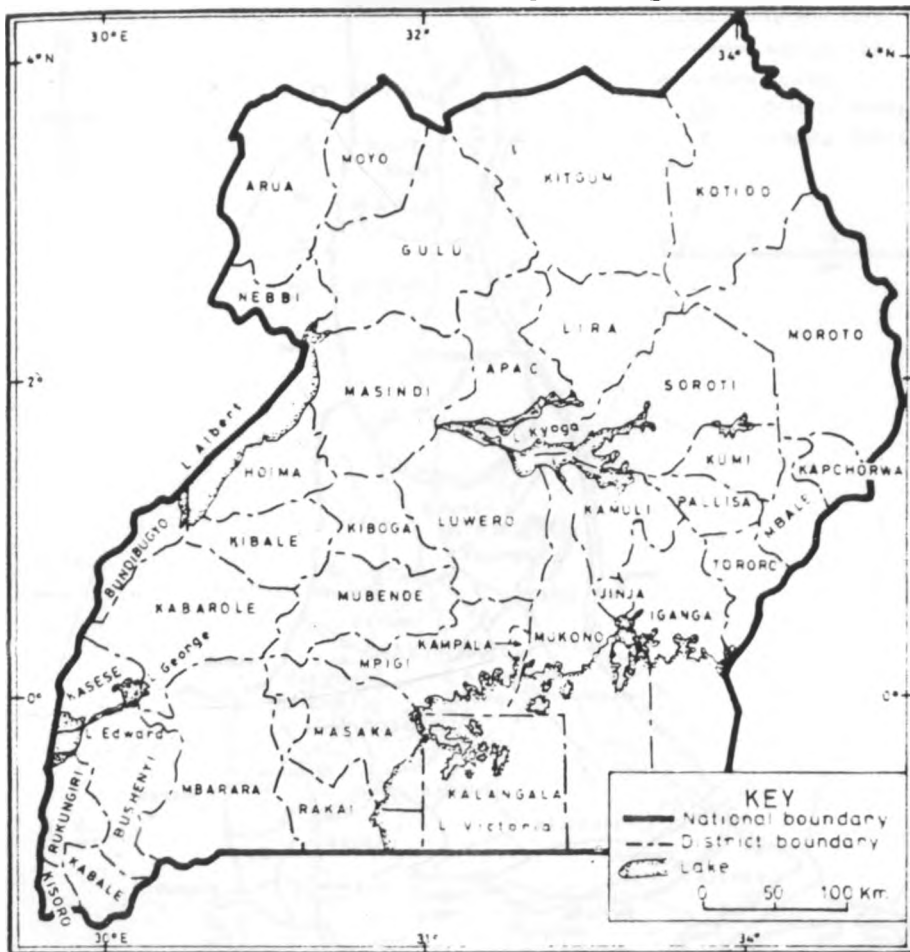 30°E 32° 34°
4°N 4°N
MOYO
ARUA KITGUM KOTIDO
GULU
NEBBI
LIRA MOROTO
2° APAC 2°
MASINDI SOROTI
L Albert L. Kyoga
HOIMA KUMI KAPCHORWA
PALLISA
BUNDIBUGYO KIBOGA LUWERO KAMULI MBALE
KIBALE TORORO
MUBENDE JINJA
KABAROLE IGANGA
KAMPALA MUKONO
George MPIGI
KASESE
0° 0°
L Edward MASAKA
BUSHENYI
MBARARA KALANGALA
RUKUNGIRI RAKAI L Victoria
KABALE
KISORO
KEY
National boundary
District boundary
Lake
0 50 100 Km.
30°E 34°